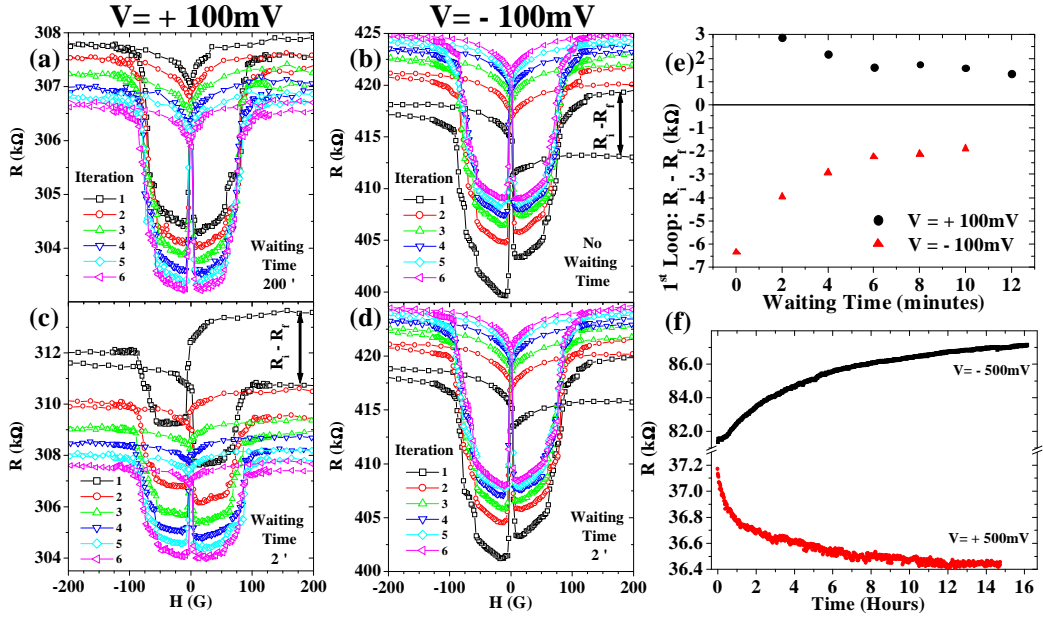 V= + 100mV
V= - 100mV
(a)
308
307
306
305
304
R (kΩ)
Iteration
1
2
3
4
5
6
Waiting
Time
200 '
(b)
425
420
415
410
405
400
R (kΩ)
R_i -R_f
Iteration
1
2
3
4
5
6
No
Waiting
Time
(c)
312
310
308
306
304
R (kΩ)
R_i - R_f
Iteration
1
2
3
4
5
6
Waiting
Time
2 '
-200 -100 0 100 200
H (G)
(d)
420
415
410
405
400
R (kΩ)
Iteration
1
2
3
4
5
6
Waiting
Time
2 '
-200 -100 0 100 200
H (G)
(e)
3
2
1
0
-1
-2
-3
-4
-5
-6
-7
1st Loop: R_i - R_f (kΩ)
V = + 100mV
V = - 100mV
0 2 4 6 8 10 12
Waiting Time (minutes)
(f)
86.0
84.0
82.0
37.2
37.0
36.8
36.6
36.4
R (kΩ)
V= - 500mV
V= + 500mV
0 2 4 6 8 10 12 14 16
Time (Hours)